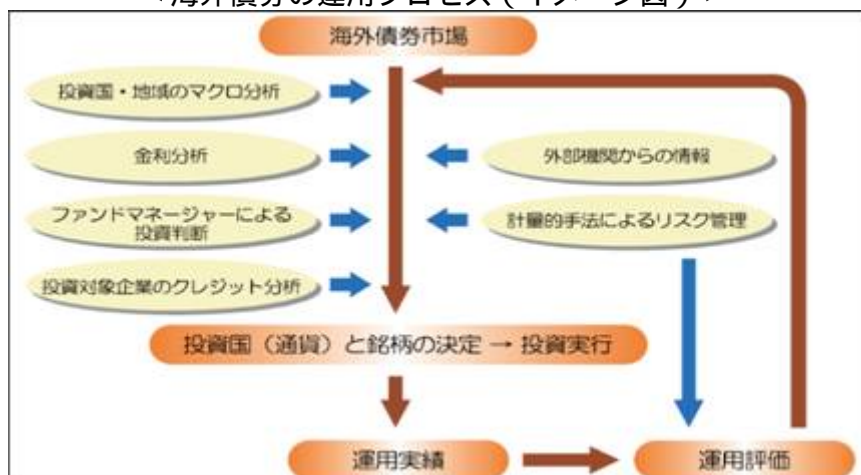 <海外債券の運用プロセス(イメージ図)>
海外債券市場
投資国・地域のマクロ分析
金利分析
外部機関からの情報
ファンドマネージャーによる
投資判断
計量的手法によるリスク管理
投資対象企業のクレジット分析
投資国(通貨)と銘柄の決定 → 投資実行
運用実績
運用評価